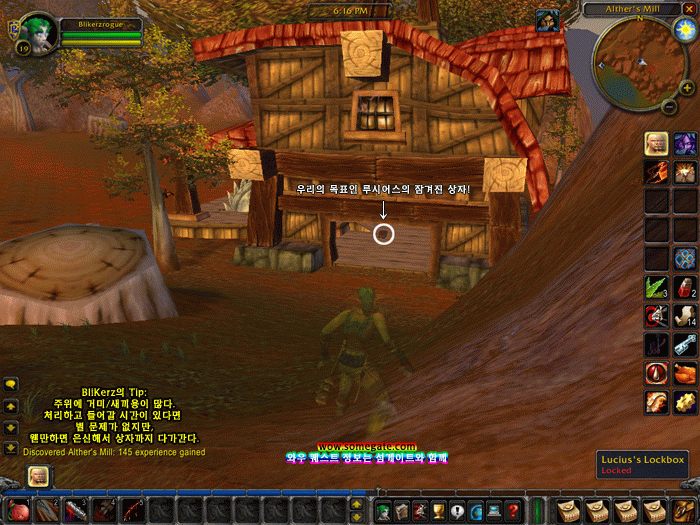 6:16 PM
Alther's Mill
Blikerzrogue
N
19
우리의 목표인 루시어스의 잠겨진 상자!
3
2
14
BliKerz의 Tip:
주위에 거미/새끼용이 많다.
처리하고 들어갈 시간이 있다면
별 문제가 없지만,
웬만하면 은신해서 상자까지 다가간다.
Discovered Alther's Mill: 145 experience gained
www.somegate.com
와우 퀘스트 정보는 섬게이트와 함께
Lucius's Lockbox
Locked